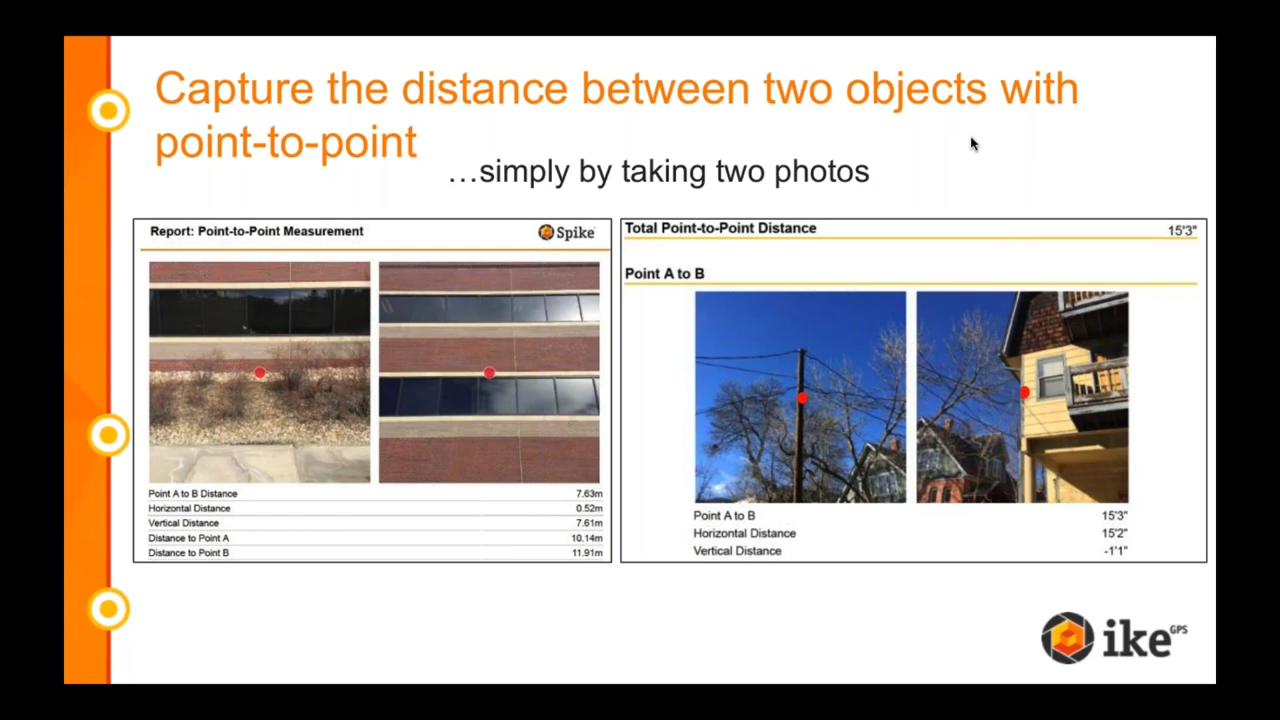 Capture the distance between two objects with
point-to-point
…simply by taking two photos
Report: Point-to-Point Measurement
Spike
Point A to B Distance 7.63m
Horizontal Distance 0.52m
Vertical Distance 7.61m
Distance to Point A 10.14m
Distance to Point B 11.91m
Total Point-to-Point Distance 15'3"
Point A to B
Point A to B 15'3"
Horizontal Distance 15'2"
Vertical Distance -1'1"
ike GPS